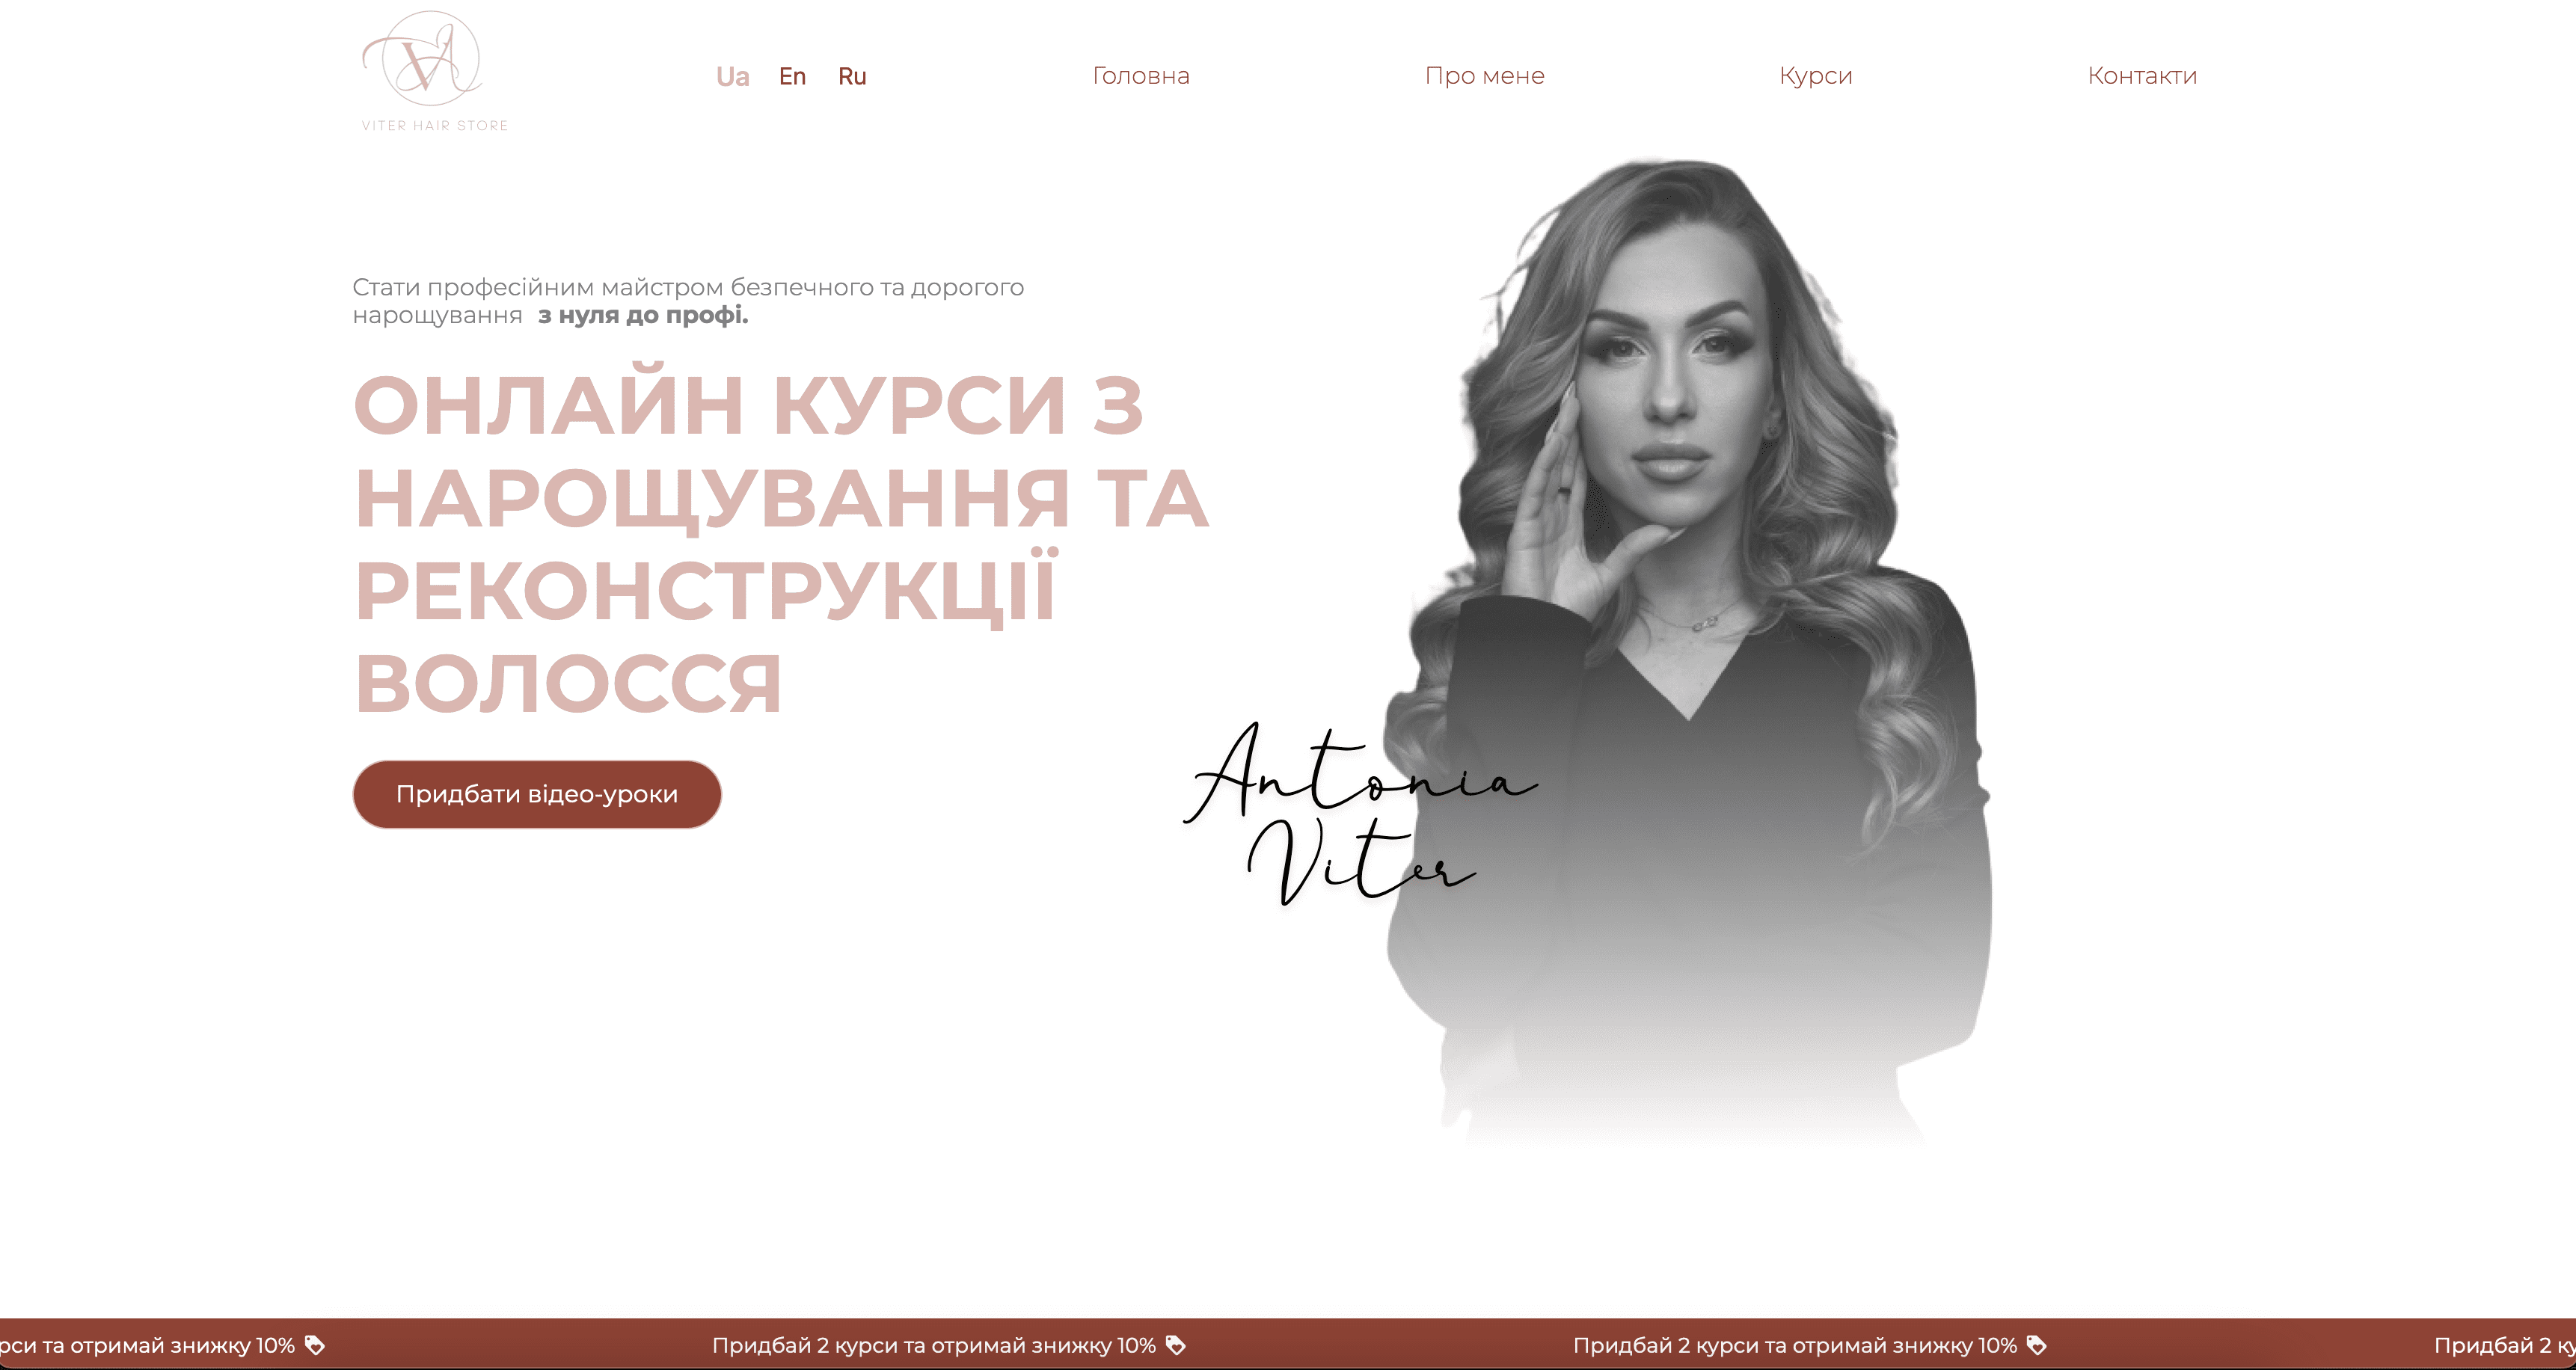 VITER HAIR STORE
Ua En Ru Головна Про мене Курси Контакти
Стати професійним майстром безпечного та дорогого
нарощування з нуля до профі.
ОНЛАЙН КУРСИ З
НАРОЩУВАННЯ ТА
РЕКОНСТРУКЦІЇ
ВОЛОССЯ
Antonia
Viter
Придбати відео-уроки
рси та отримай знижку 10% Придбай 2 курси та отримай знижку 10% Придбай 2 курси та отримай знижку 10% Придбай 2 ку